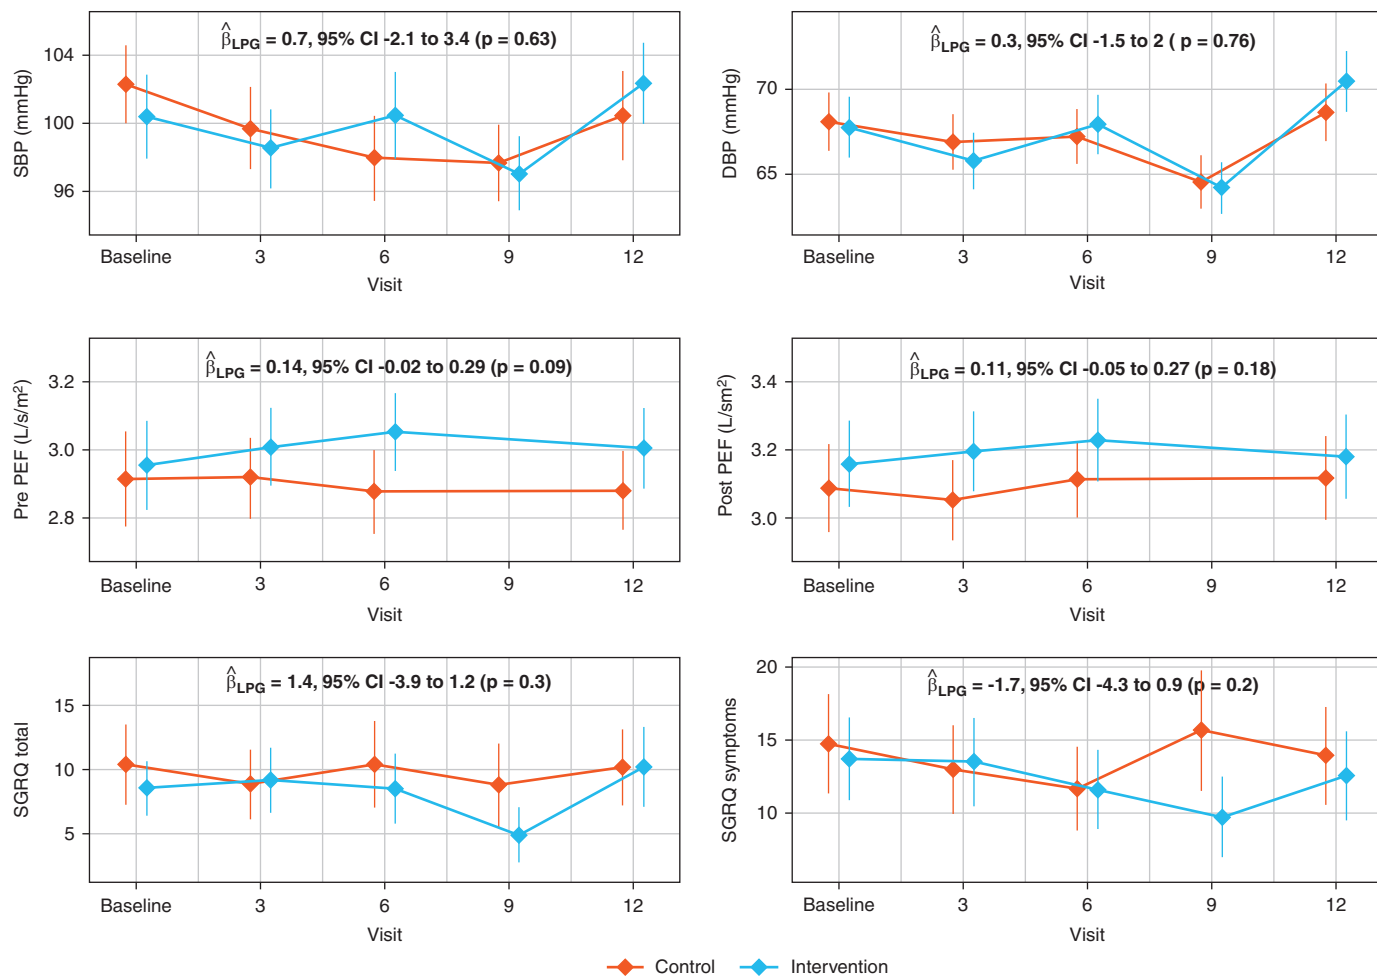 β̂LPG = 0.7, 95% CI -2.1 to 3.4 (p = 0.63)
SBP (mmHg)
104
100
96
Baseline 3 6 9 12
Visit
β̂LPG = 0.3, 95% CI -1.5 to 2 ( p = 0.76)
DBP (mmHg)
70
65
Baseline 3 6 9 12
Visit
β̂LPG = 0.14, 95% CI -0.02 to 0.29 (p = 0.09)
Pre PEF (L/s/m²)
3.2
3.0
2.8
Baseline 3 6 9 12
Visit
β̂LPG = 0.11, 95% CI -0.05 to 0.27 (p = 0.18)
Post PEF (L/sm²)
3.4
3.2
3.0
Baseline 3 6 9 12
Visit
β̂LPG = 1.4, 95% CI -3.9 to 1.2 (p = 0.3)
SGRQ total
15
10
5
Baseline 3 6 9 12
Visit
β̂LPG = -1.7, 95% CI -4.3 to 0.9 (p = 0.2)
SGRQ symptoms
20
15
10
Baseline 3 6 9 12
Visit
Control Intervention